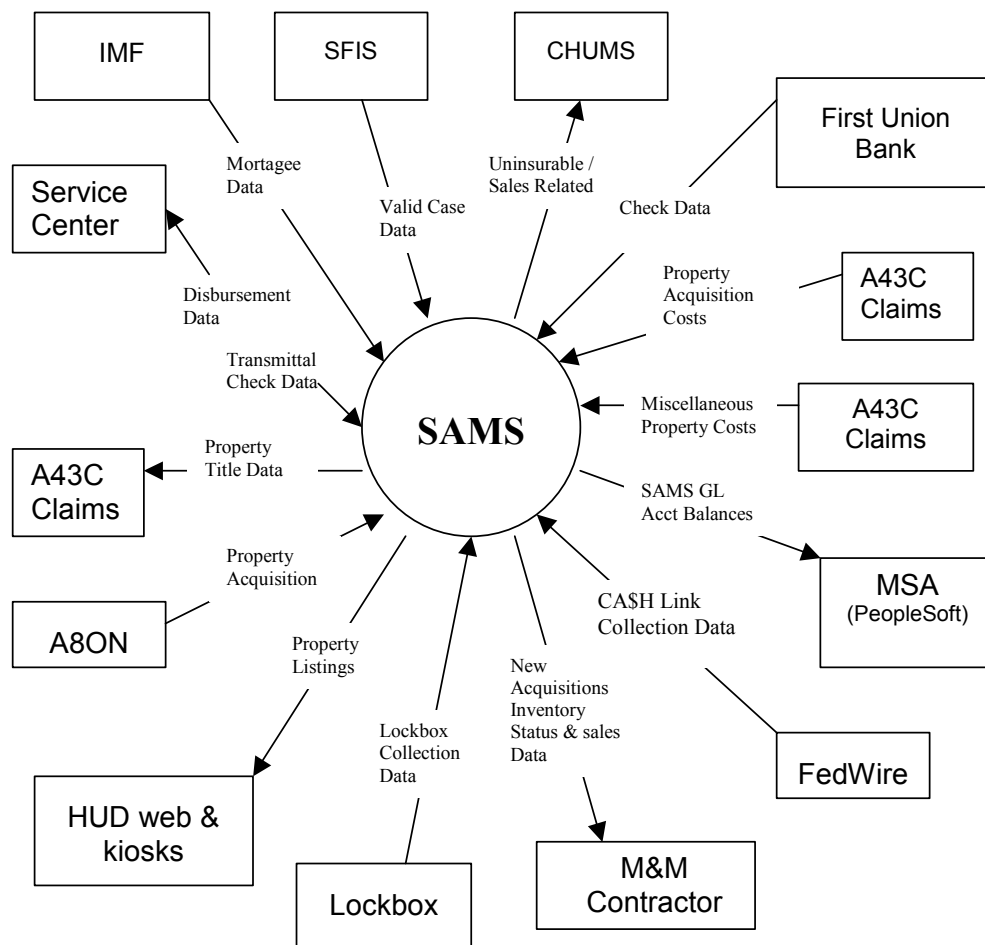 IMF
SFIS
CHUMS
First Union
Bank
Mortagee
Data
Uninsurable /
Sales Related
Service
Center
Valid Case
Data
Check Data
Property
Acquisition
Costs
A43C
Claims
Disbursement
Data
Transmittal
Check Data
SAMS
Miscellaneous
Property Costs
A43C
Claims
Property
Title Data
A43C
Claims
SAMS GL
Acct Balances
Property
Acquisition
MSA
(PeopleSoft)
CA$H Link
Collection Data
A8ON
Property
Listings
New
Acquisitions
Inventory
Status & sales
Data
Lockbox
Collection
Data
FedWire
HUD web &
kiosks
M&M
Contractor
Lockbox